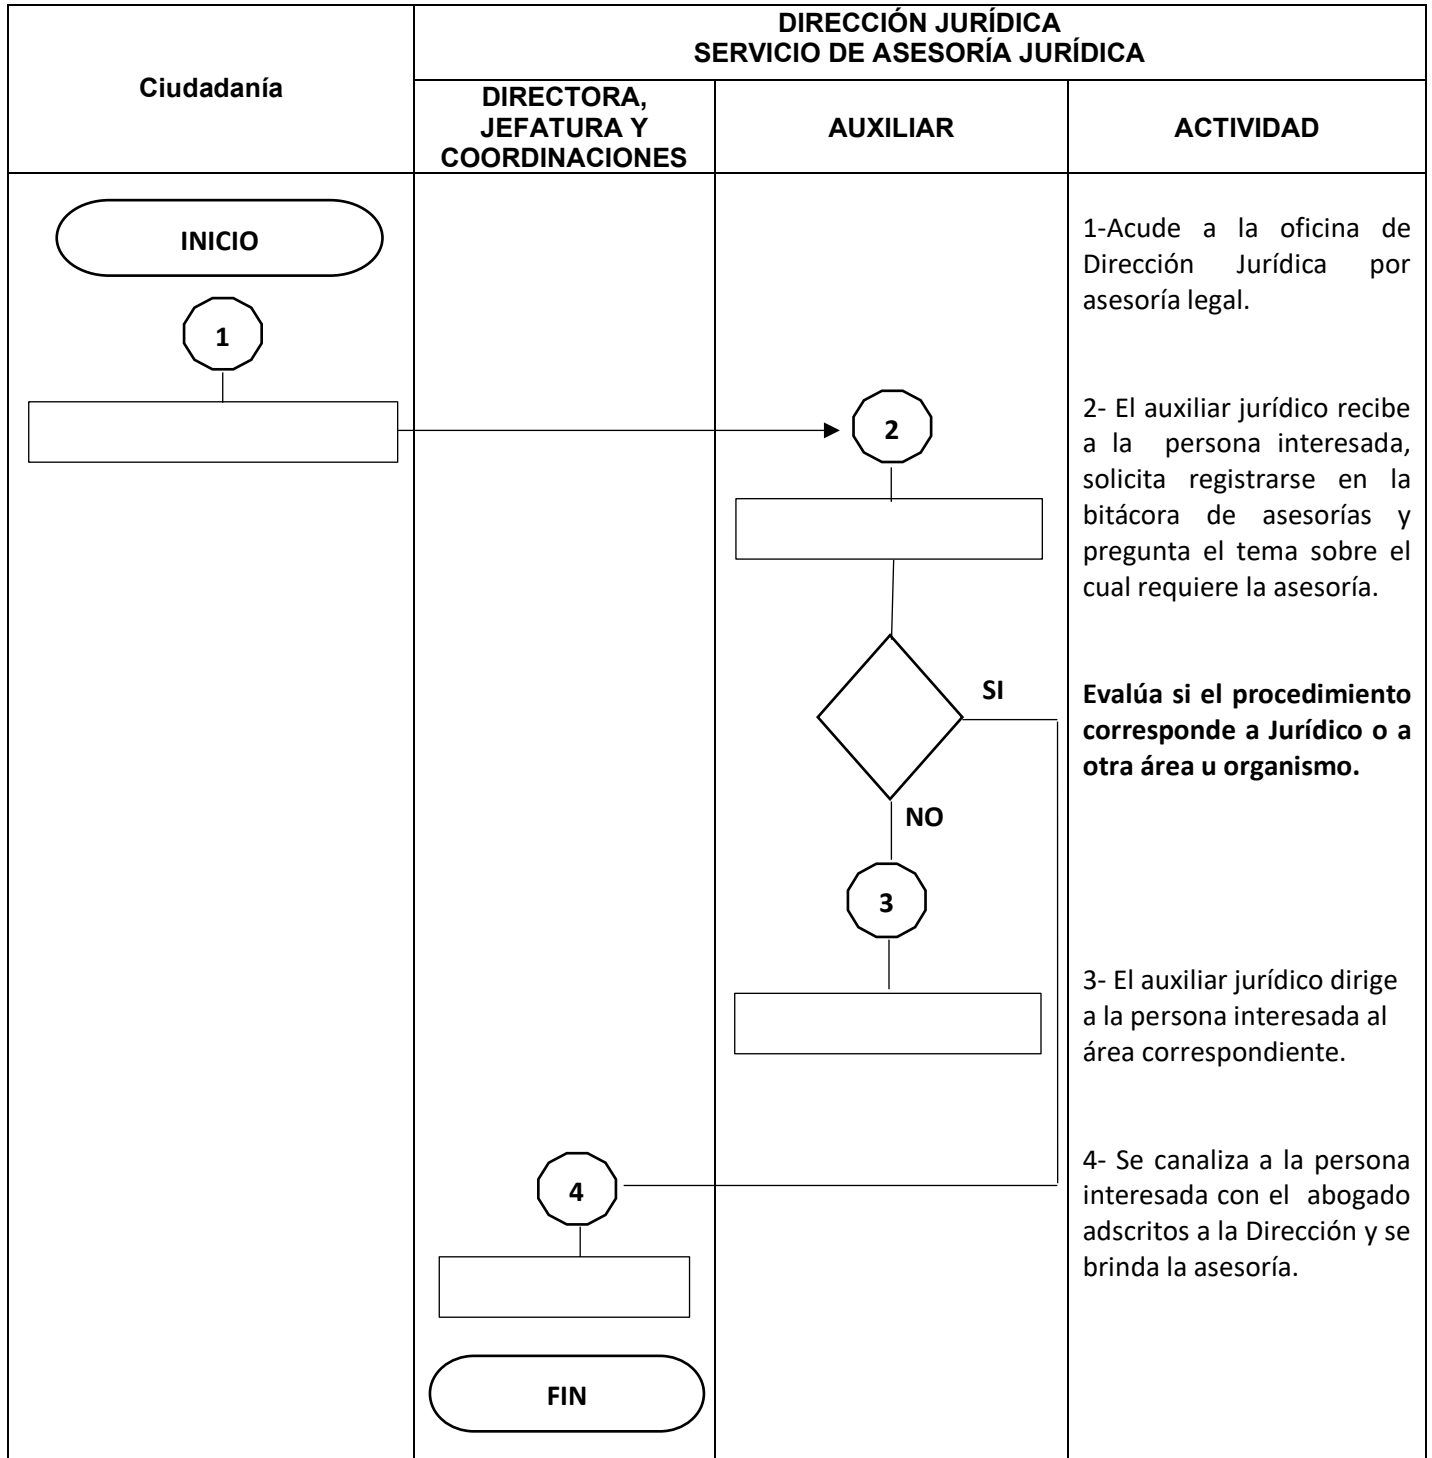 DIRECCIÓN JURÍDICA
SERVICIO DE ASESORÍA JURÍDICA
Ciudadanía
DIRECTORA,
JEFATURA Y
COORDINACIONES
AUXILIAR
ACTIVIDAD
INICIO
1
2
SI
NO
3
4
FIN
1-Acude a la oficina de
Dirección Jurídica por
asesoría legal.
2- El auxiliar jurídico recibe
a la persona interesada,
solicita registrarse en la
bitácora de asesorías y
pregunta el tema sobre el
cual requiere la asesoría.
Evalúa si el procedimiento
corresponde a Jurídico o a
otra área u organismo.
3- El auxiliar jurídico dirige
a la persona interesada al
área correspondiente.
4- Se canaliza a la persona
interesada con el abogado
adscritos a la Dirección y se
brinda la asesoría.